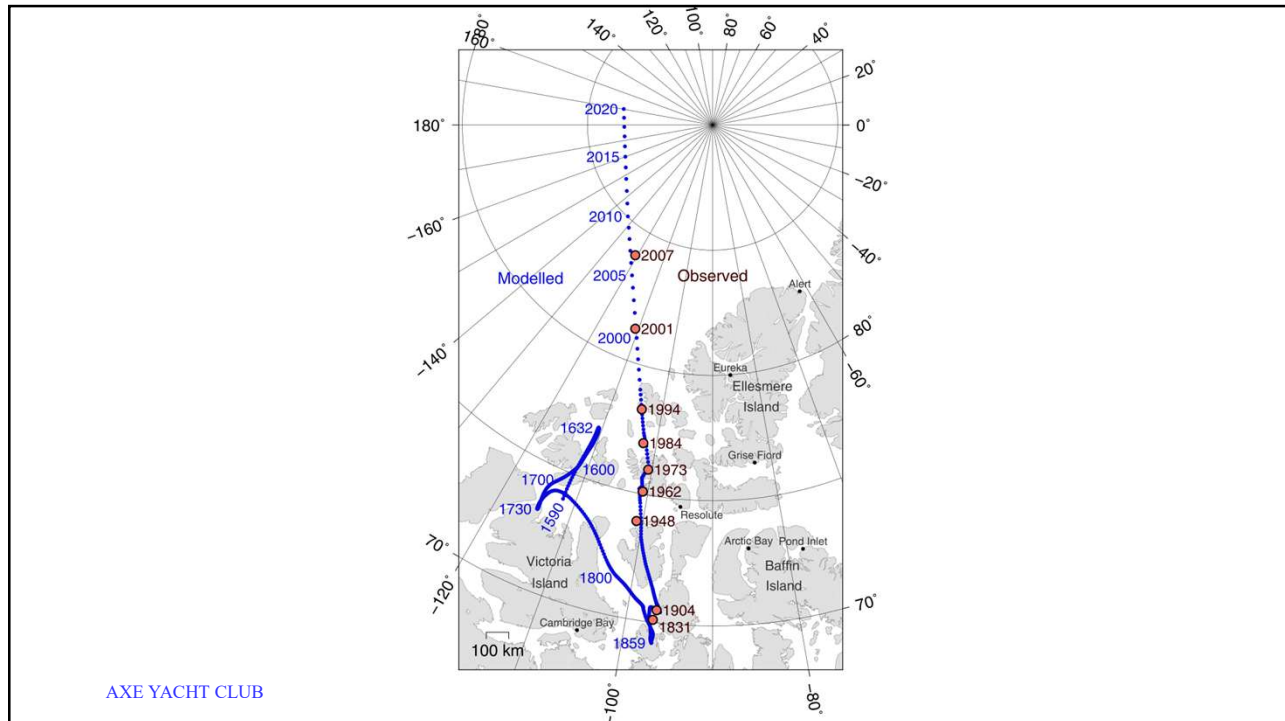 180° 160° 140° 120° 100° 80° 60° 40°
20°
2020
180° 0°
2015
−20°
2010
−160°
−40°
2007
2005
Modelled Observed
Alert
2001
2000
80°
−140°
−60°
Eureka
Ellesmere
Island
1994
1632
1984
Grise Fiord
1600
1973
1700
1962
1730
1590
Resolute
1948
70°
Arctic Bay Pond Inlet
Victoria
Island
Baffin
Island
1800
−120°
1904
70°
1831
Cambridge Bay
1859
100 km
−100°
−80°
AXE YACHT CLUB